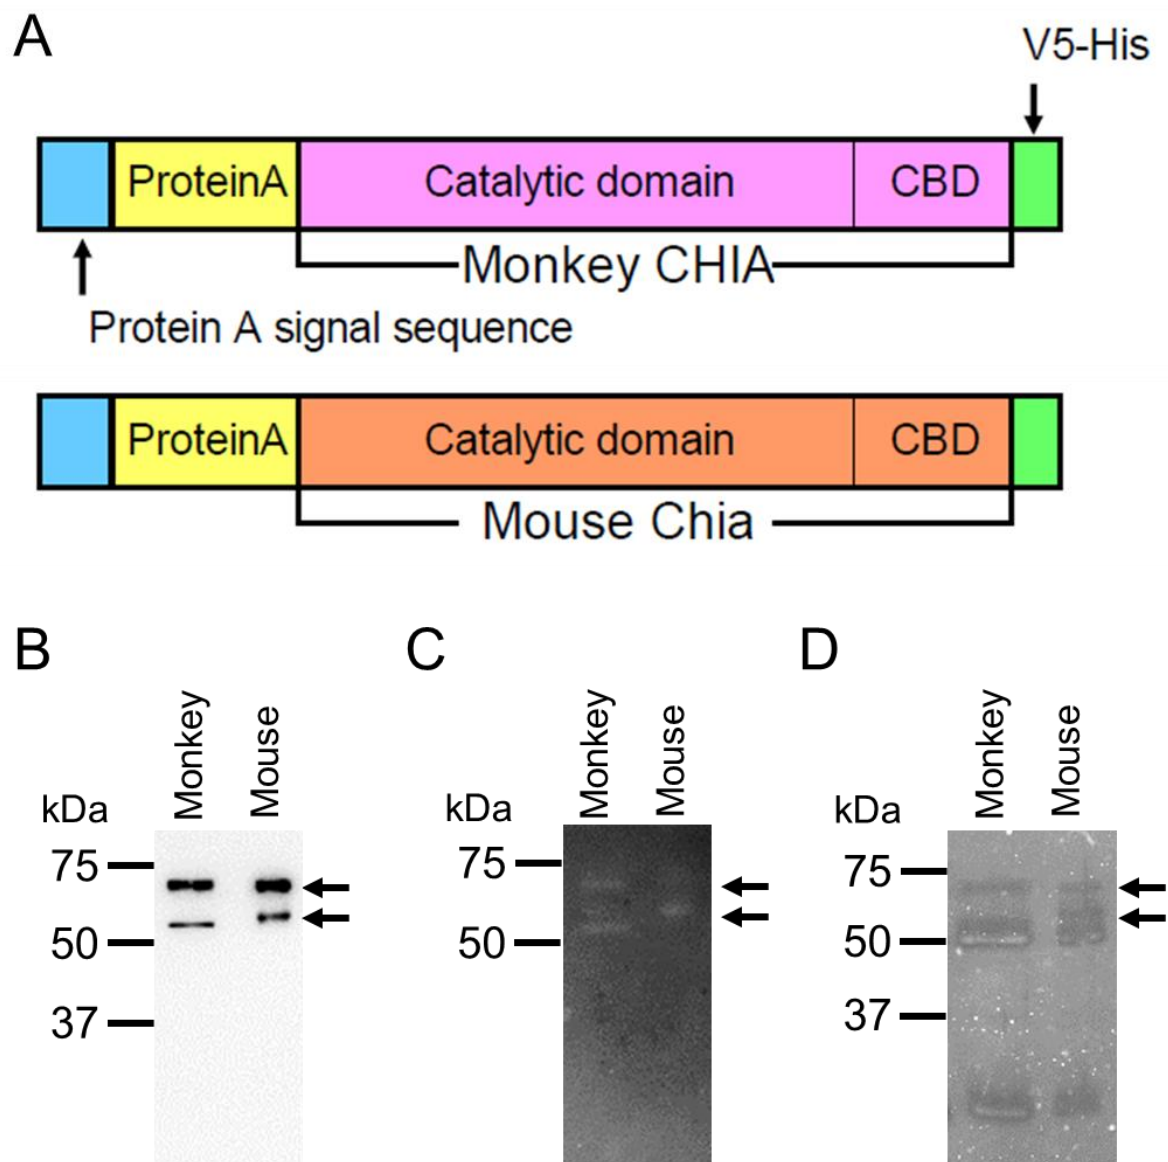 A
V5-His
ProteinA
Catalytic domain
CBD
Monkey CHIA
Protein A signal sequence
ProteinA
Catalytic domain
CBD
Mouse Chia
B
Monkey
Mouse
kDa
75
50
37
C
Monkey
Mouse
kDa
75
50
D
Monkey
Mouse
kDa
75
50
37